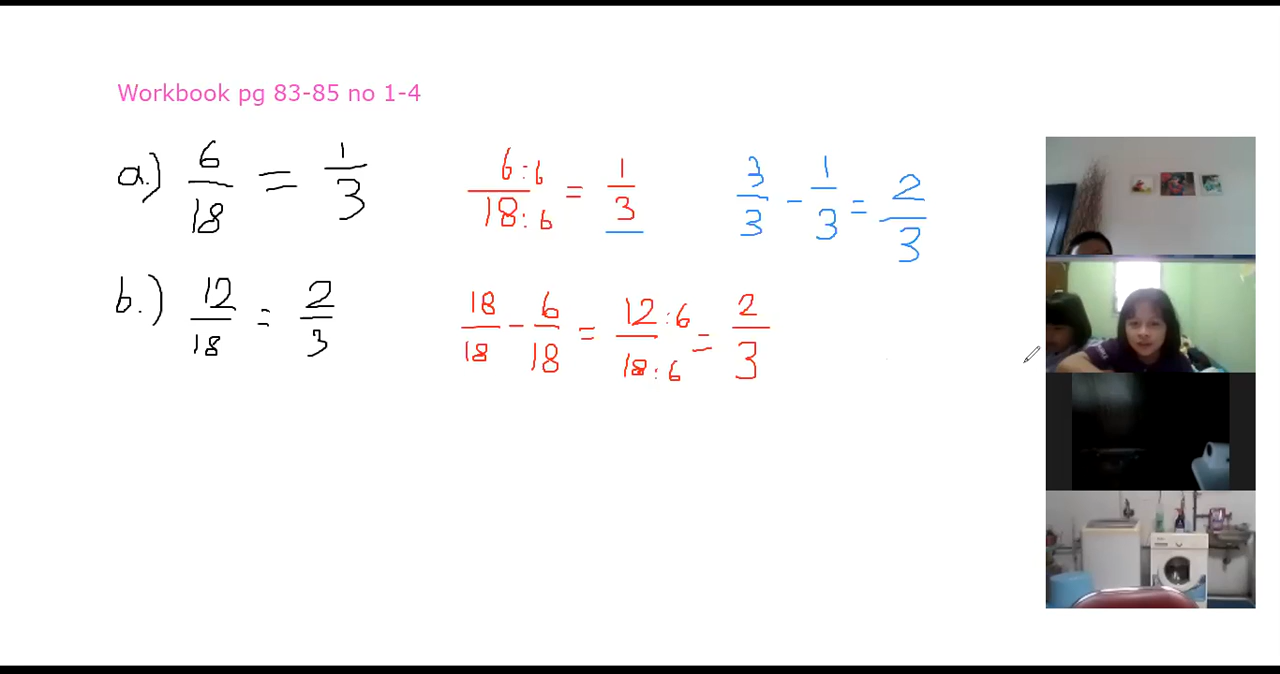 Workbook pg 83-85 no 1-4
a.) 6/18 = 1/3
6:6/18:6 = 1/3
3/3 - 1/3 = 2/3
b.) 12/18 = 2/3
18/18 - 6/18 = 12:6/18:6 = 2/3